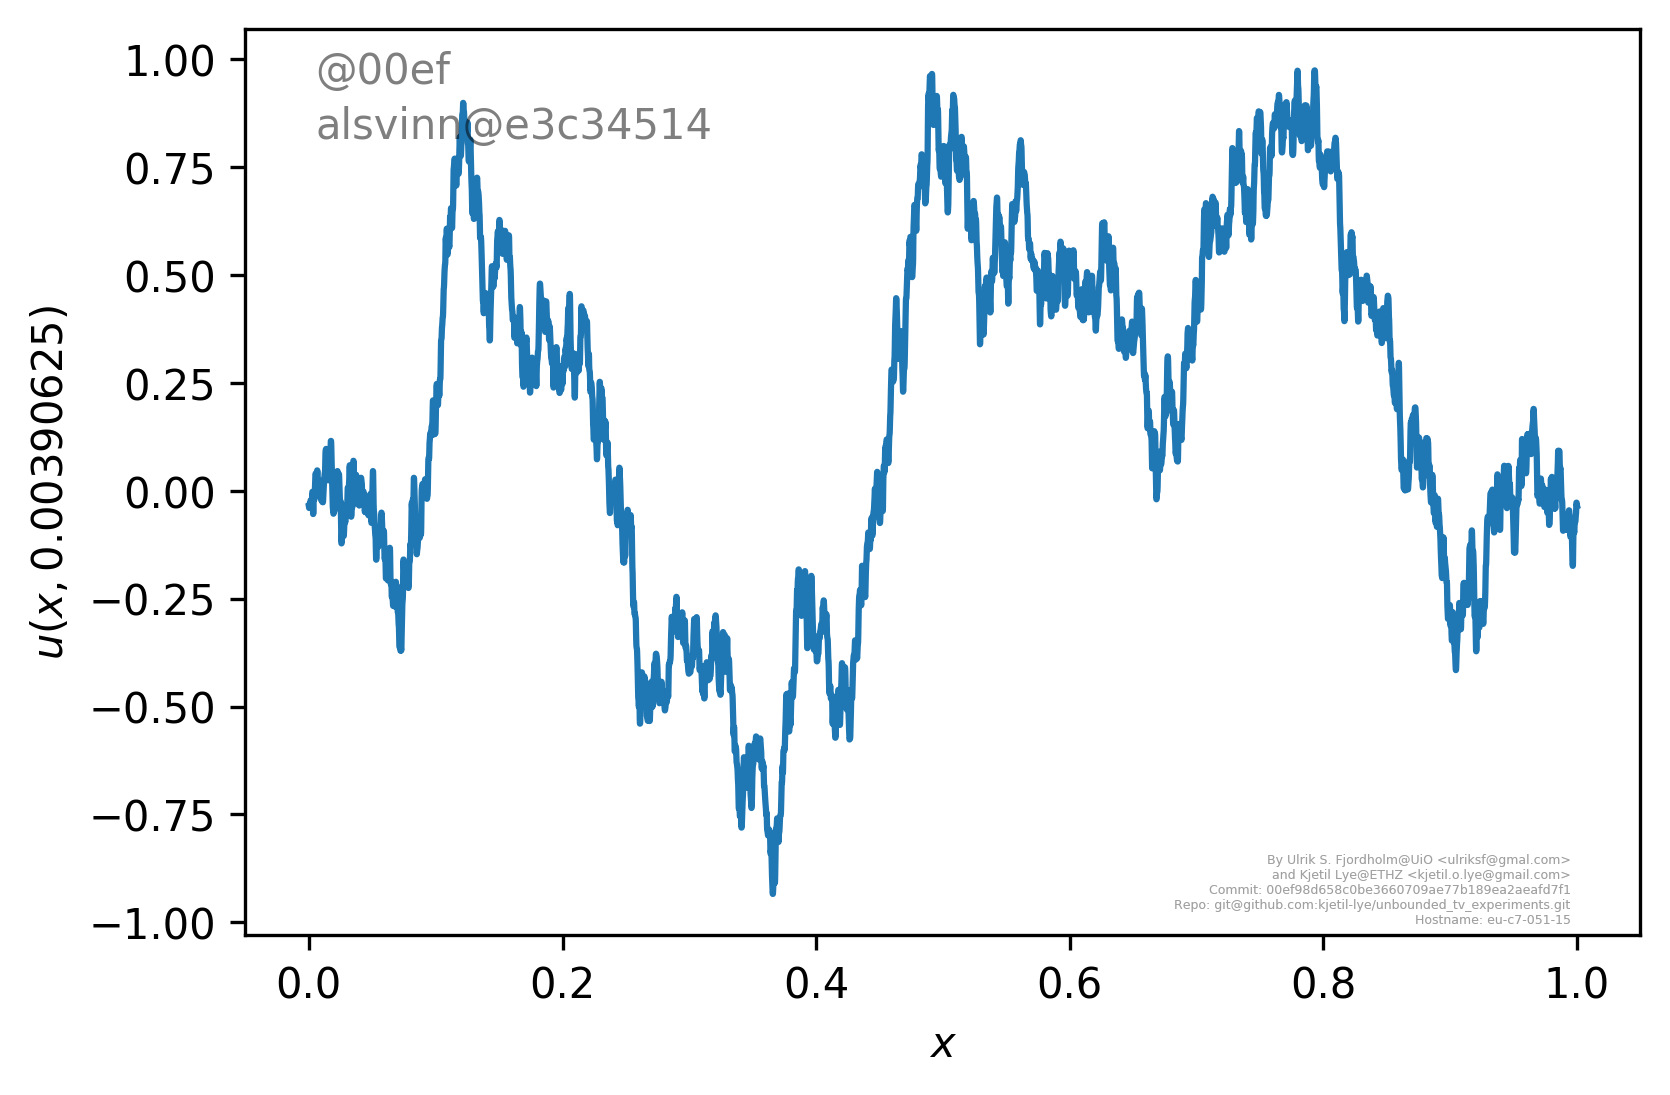 @00ef
alsvinn@e3c34514
1.00
0.75
0.50
0.25
0.00
−0.25
−0.50
−0.75
−1.00
u(x, 0.00390625)
By Ulrik S. Fjordholm@UiO <ulriksf@gmal.com>
and Kjetil Lye@ETHZ <kjetil.o.lye@gmail.com>
Commit: 00ef98d658c0be3660709ae77b189ea2aeafd7f1
Repo: git@github.com:kjetil-lye/unbounded_tv_experiments.git
Hostname: eu-c7-051-15
0.0 0.2 0.4 0.6 0.8 1.0
x